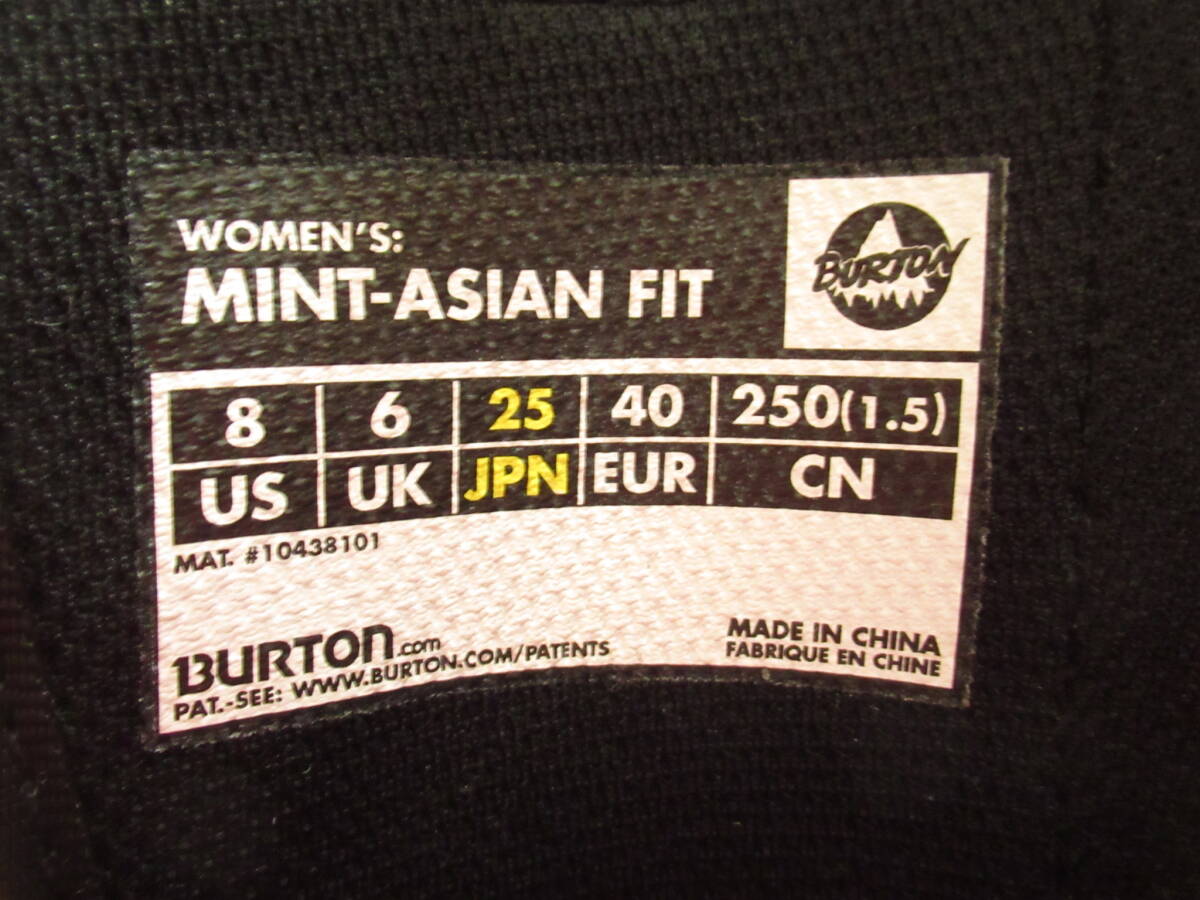 WOMEN'S:
MINT-ASIAN FIT
BURTON
8 6 25 40 250(1.5)
US UK JPN EUR CN
MAT. #10438101
BURTON.com
PAT.-SEE: WWW.BURTON.COM/PATENTS
MADE IN CHINA
FABRIQUE EN CHINE